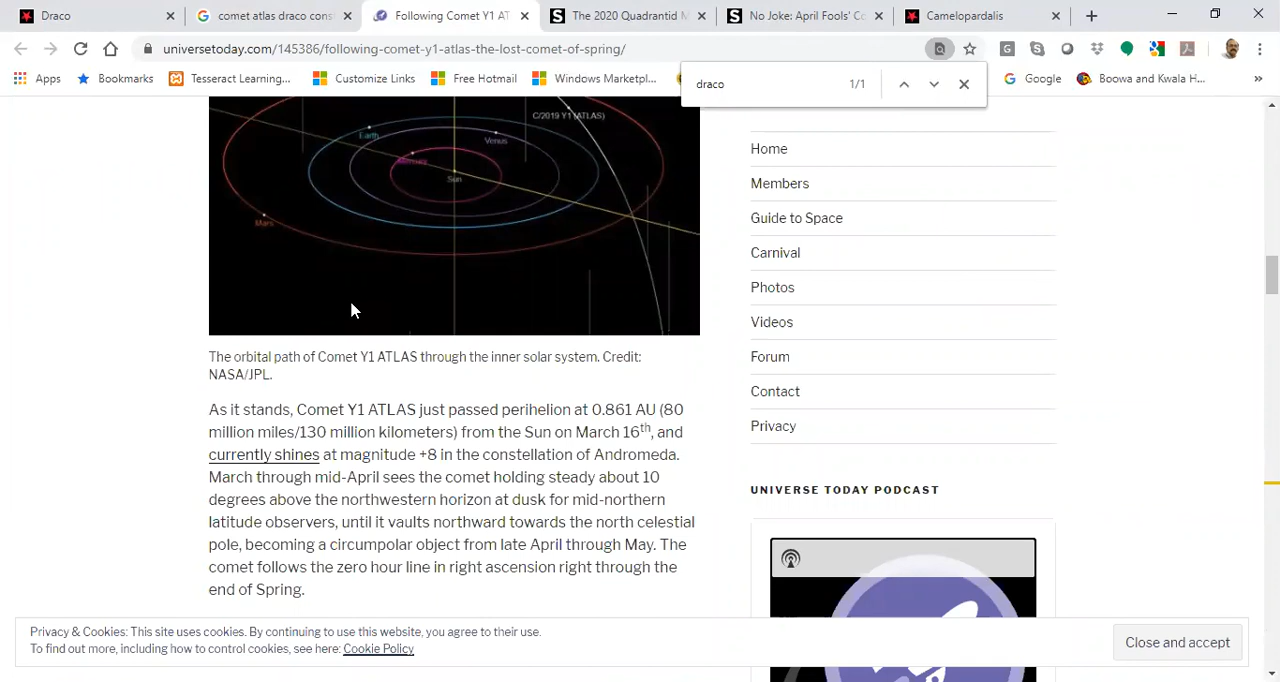 Draco
comet atlas draco cons
Following Comet Y1 AT
The 2020 Quadrantid M
No Joke: April Fools' Co
Camelopardalis
universetoday.com/145386/following-comet-y1-atlas-the-lost-comet-of-spring/
Apps
Bookmarks
Tesseract Learning...
Customize Links
Free Hotmail
Windows Marketpl...
Google
Boowa and Kwala H...
»
draco
1/1
C/2019 Y1 (ATLAS)
Earth
Venus
Mercury
Sun
Mars
The orbital path of Comet Y1 ATLAS through the inner solar system. Credit:
NASA/JPL.
As it stands, Comet Y1 ATLAS just passed perihelion at 0.861 AU (80
million miles/130 million kilometers) from the Sun on March 16th, and
currently shines at magnitude +8 in the constellation of Andromeda.
March through mid-April sees the comet holding steady about 10
degrees above the northwestern horizon at dusk for mid-northern
latitude observers, until it vaults northward towards the north celestial
pole, becoming a circumpolar object from late April through May. The
comet follows the zero hour line in right ascension right through the
end of Spring.
Home
Members
Guide to Space
Carnival
Photos
Videos
Forum
Contact
Privacy
UNIVERSE TODAY PODCAST
Privacy & Cookies: This site uses cookies. By continuing to use this website, you agree to their use.
To find out more, including how to control cookies, see here: Cookie Policy
Close and accept